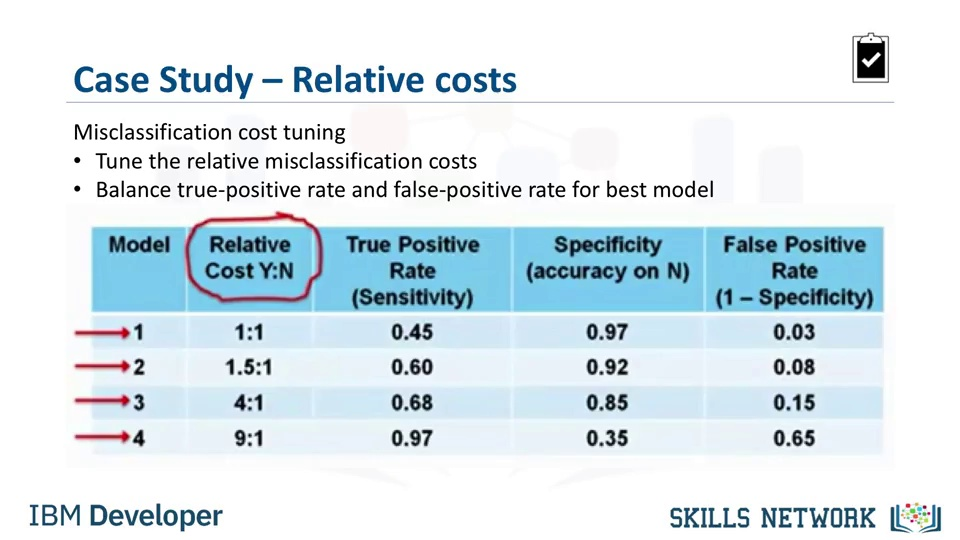 Case Study – Relative costs
Misclassification cost tuning
• Tune the relative misclassification costs
• Balance true-positive rate and false-positive rate for best model
Model Relative Cost Y:N True Positive Rate (Sensitivity) Specificity (accuracy on N) False Positive Rate (1 – Specificity)
1 1:1 0.45 0.97 0.03
2 1.5:1 0.60 0.92 0.08
3 4:1 0.68 0.85 0.15
4 9:1 0.97 0.35 0.65
IBM Developer
SKILLS NETWORK